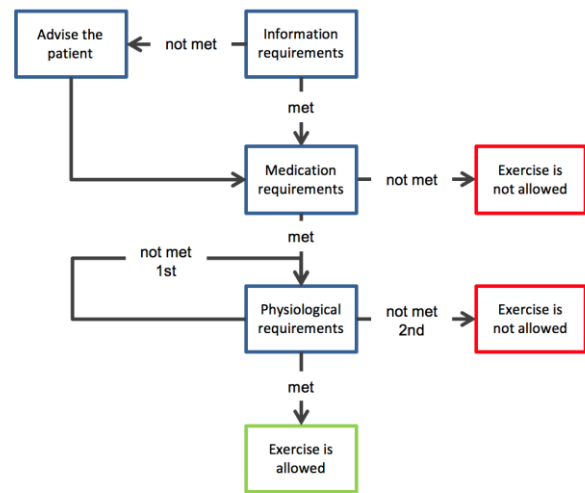 Advise the
patient
not met
Information
requirements
met
Medication
requirements
not met
Exercise is
not allowed
met
not met
1st
Physiological
requirements
not met
2nd
Exercise is
not allowed
met
Exercise is
allowed